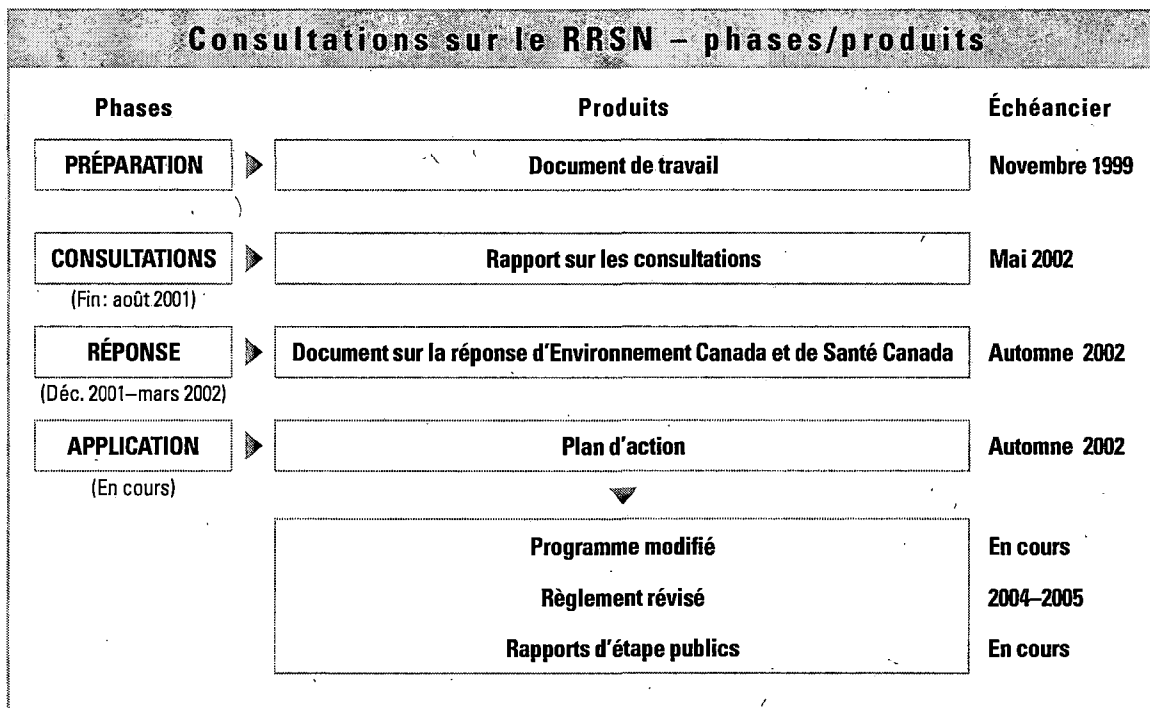 Consultations sur le RRSN – phases/produits
Phases Produits Échéancier
PRÉPARATION Document de travail Novembre 1999
CONSULTATIONS Rapport sur les consultations Mai 2002
(Fin: août 2001)
RÉPONSE Document sur la réponse d'Environnement Canada et de Santé Canada Automne 2002
(Déc. 2001–mars 2002)
APPLICATION Plan d'action Automne 2002
(En cours)
Programme modifié En cours
Règlement révisé 2004–2005
Rapports d'étape publics En cours